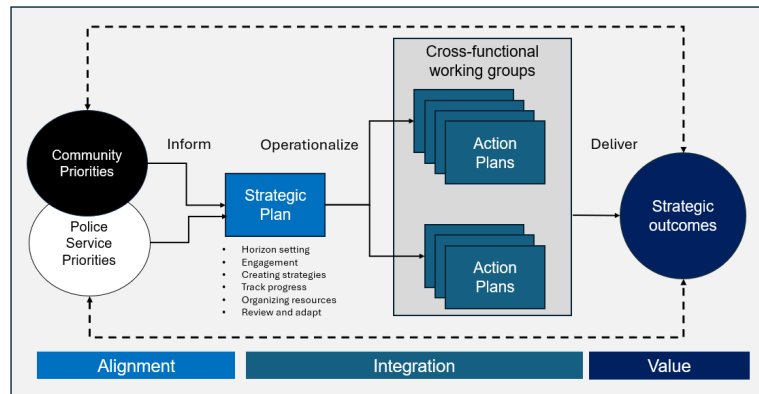 Cross-functional
working groups
Inform
Operationalize
Deliver
Community
Priorities
Police
Service
Priorities
Strategic
Plan
• Horizon setting
• Engagement
• Creating strategies
• Track progress
• Organizing resources
• Review and adapt
Action
Plans
Action
Plans
Strategic
outcomes
Alignment
Integration
Value